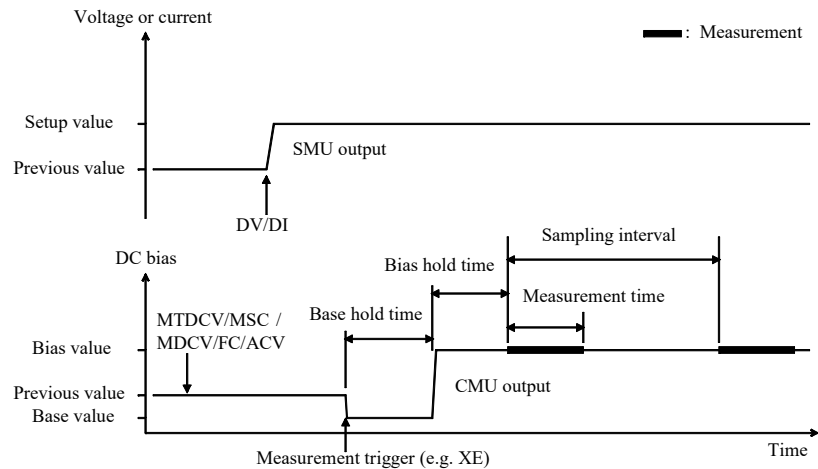 Voltage or current
: Measurement
Setup value
SMU output
Previous value
DV/DI
Sampling interval
DC bias
Bias hold time
Measurement time
MTDCV/MSC /
MDCV/FC/ACV
Base hold time
Bias value
CMU output
Previous value
Base value
Time
Measurement trigger (e.g. XE)